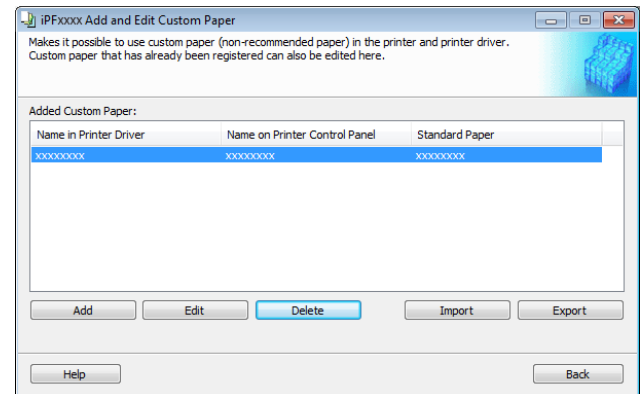 iPFxxxx Add and Edit Custom Paper
Makes it possible to use custom paper (non-recommended paper) in the printer and printer driver.
Custom paper that has already been registered can also be edited here.
Added Custom Paper:
Name in Printer Driver Name on Printer Control Panel Standard Paper
xxxxxxxx xxxxxxxx xxxxxxxx
Add Edit Delete Import Export
Help Back